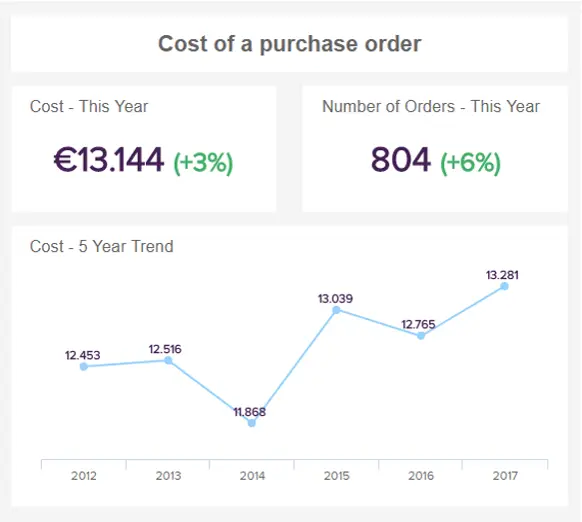 Cost of a purchase order
Cost - This Year
€13.144 (+3%)
Number of Orders - This Year
804 (+6%)
Cost - 5 Year Trend
13.281
13.039
12.765
12.516
12.453
11.868
2012 2013 2014 2015 2016 2017